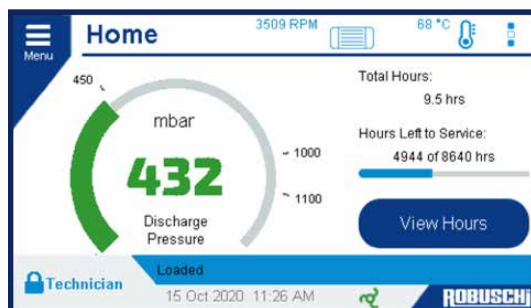 Menu
Home
3509 RPM
68 °C
450
mbar
432
Discharge
Pressure
1000
1100
Total Hours:
9.5 hrs
Hours Left to Service:
4944 of 8640 hrs
View Hours
Technician
Loaded
15 Oct 2020 11:26 AM
ROBUSCHI